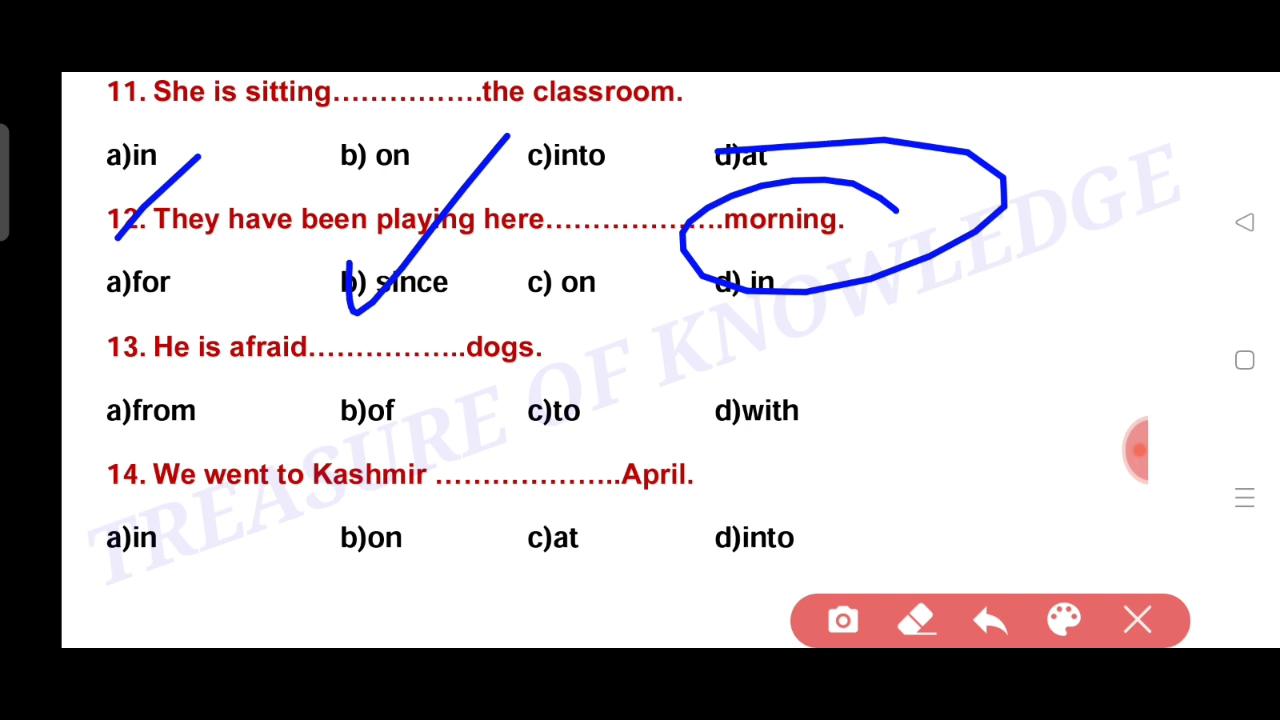 11. She is sitting................the classroom.
a)in b) on c)into d)at
12. They have been playing here...................morning.
a)for b) since c) on d) in
13. He is afraid.................dogs.
a)from b)of c)to d)with
14. We went to Kashmir ....................April.
a)in b)on c)at d)into
TREASURE OF KNOWLEDGE